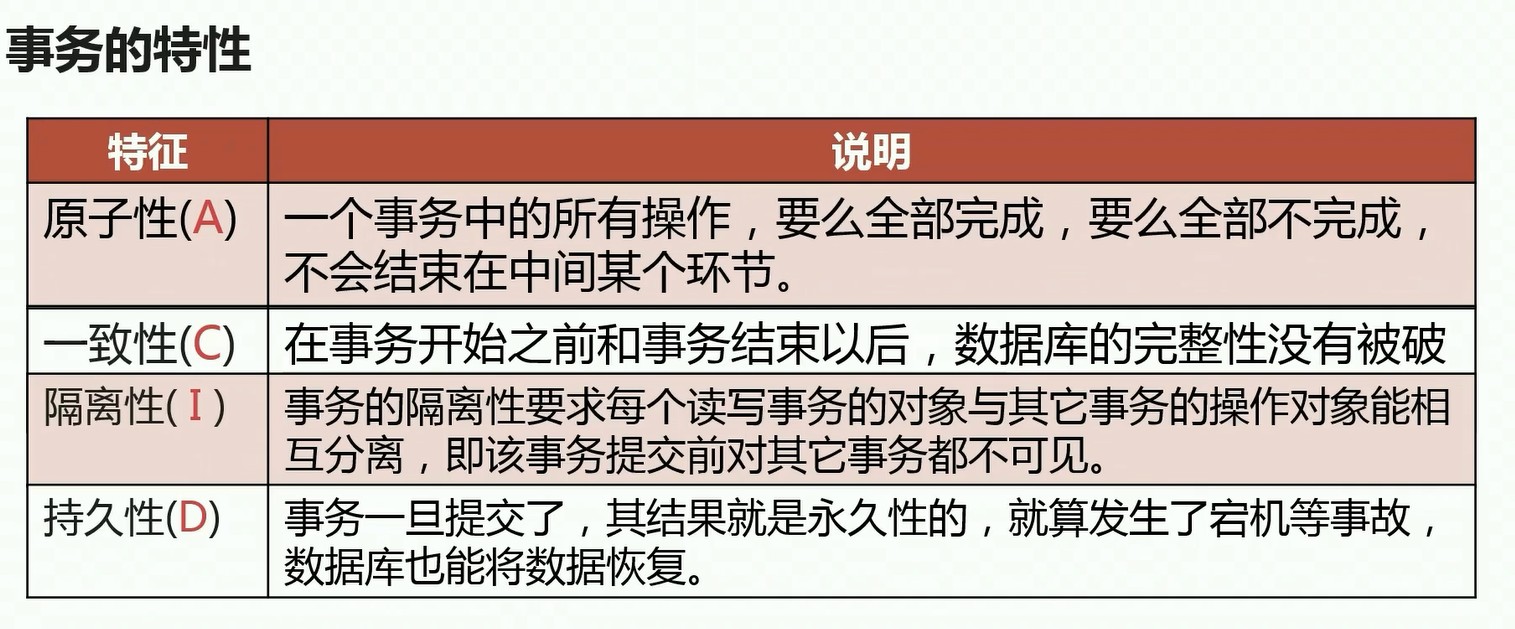 事务的特性
特征
说明
原子性(A)
一个事务中的所有操作，要么全部完成，要么全部不完成，
不会结束在中间某个环节。
一致性(C)
在事务开始之前和事务结束以后，数据库的完整性没有被破
隔离性(I)
事务的隔离性要求每个读写事务的对象与其它事务的操作对象能相
互分离，即该事务提交前对其它事务都不可见。
持久性(D)
事务一旦提交了，其结果就是永久性的，就算发生了宕机等事故，
数据库也能将数据恢复。